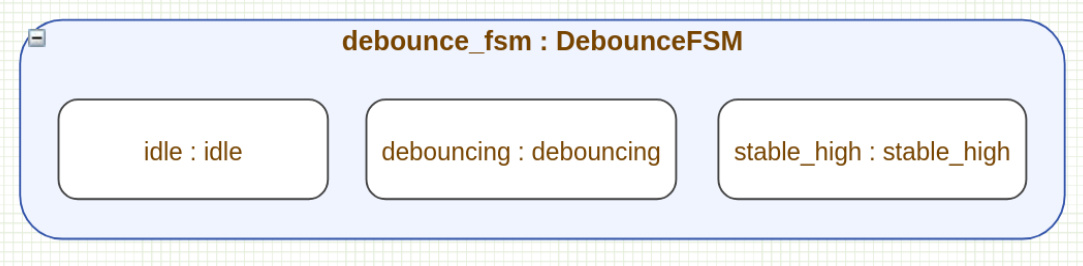 debounce_fsm : DebounceFSM
idle : idle
debouncing : debouncing
stable_high : stable_high